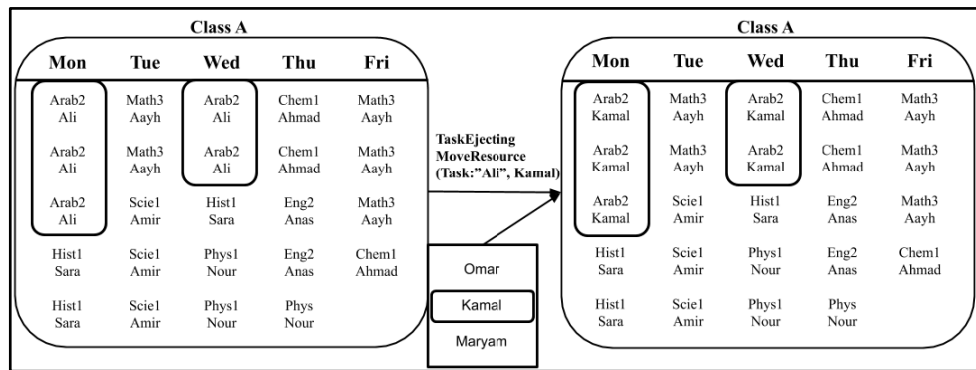 Class A
Mon Tue Wed Thu Fri
Arab2 Math3 Arab2 Chem1 Math3
Ali Aayh Ali Ahmad Aayh
Arab2 Math3 Arab2 Chem1 Math3
Ali Aayh Ali Ahmad Aayh
Arab2 Scie1 Hist1 Eng2 Math3
Ali Amir Sara Anas Aayh
Hist1 Scie1 Phys1 Eng2 Chem1
Sara Amir Nour Anas Ahmad
Hist1 Scie1 Phys1 Phys
Sara Amir Nour Nour
TaskEjecting
MoveResource
(Task:”Ali”, Kamal)
Omar
Kamal
Maryam
Class A
Mon Tue Wed Thu Fri
Arab2 Math3 Arab2 Chem1 Math3
Kamal Aayh Kamal Ahmad Aayh
Arab2 Math3 Arab2 Chem1 Math3
Kamal Aayh Kamal Ahmad Aayh
Arab2 Scie1 Hist1 Eng2 Math3
Kamal Amir Sara Anas Aayh
Hist1 Scie1 Phys1 Eng2 Chem1
Sara Amir Nour Anas Ahmad
Hist1 Scie1 Phys1 Phys
Sara Amir Nour Nour